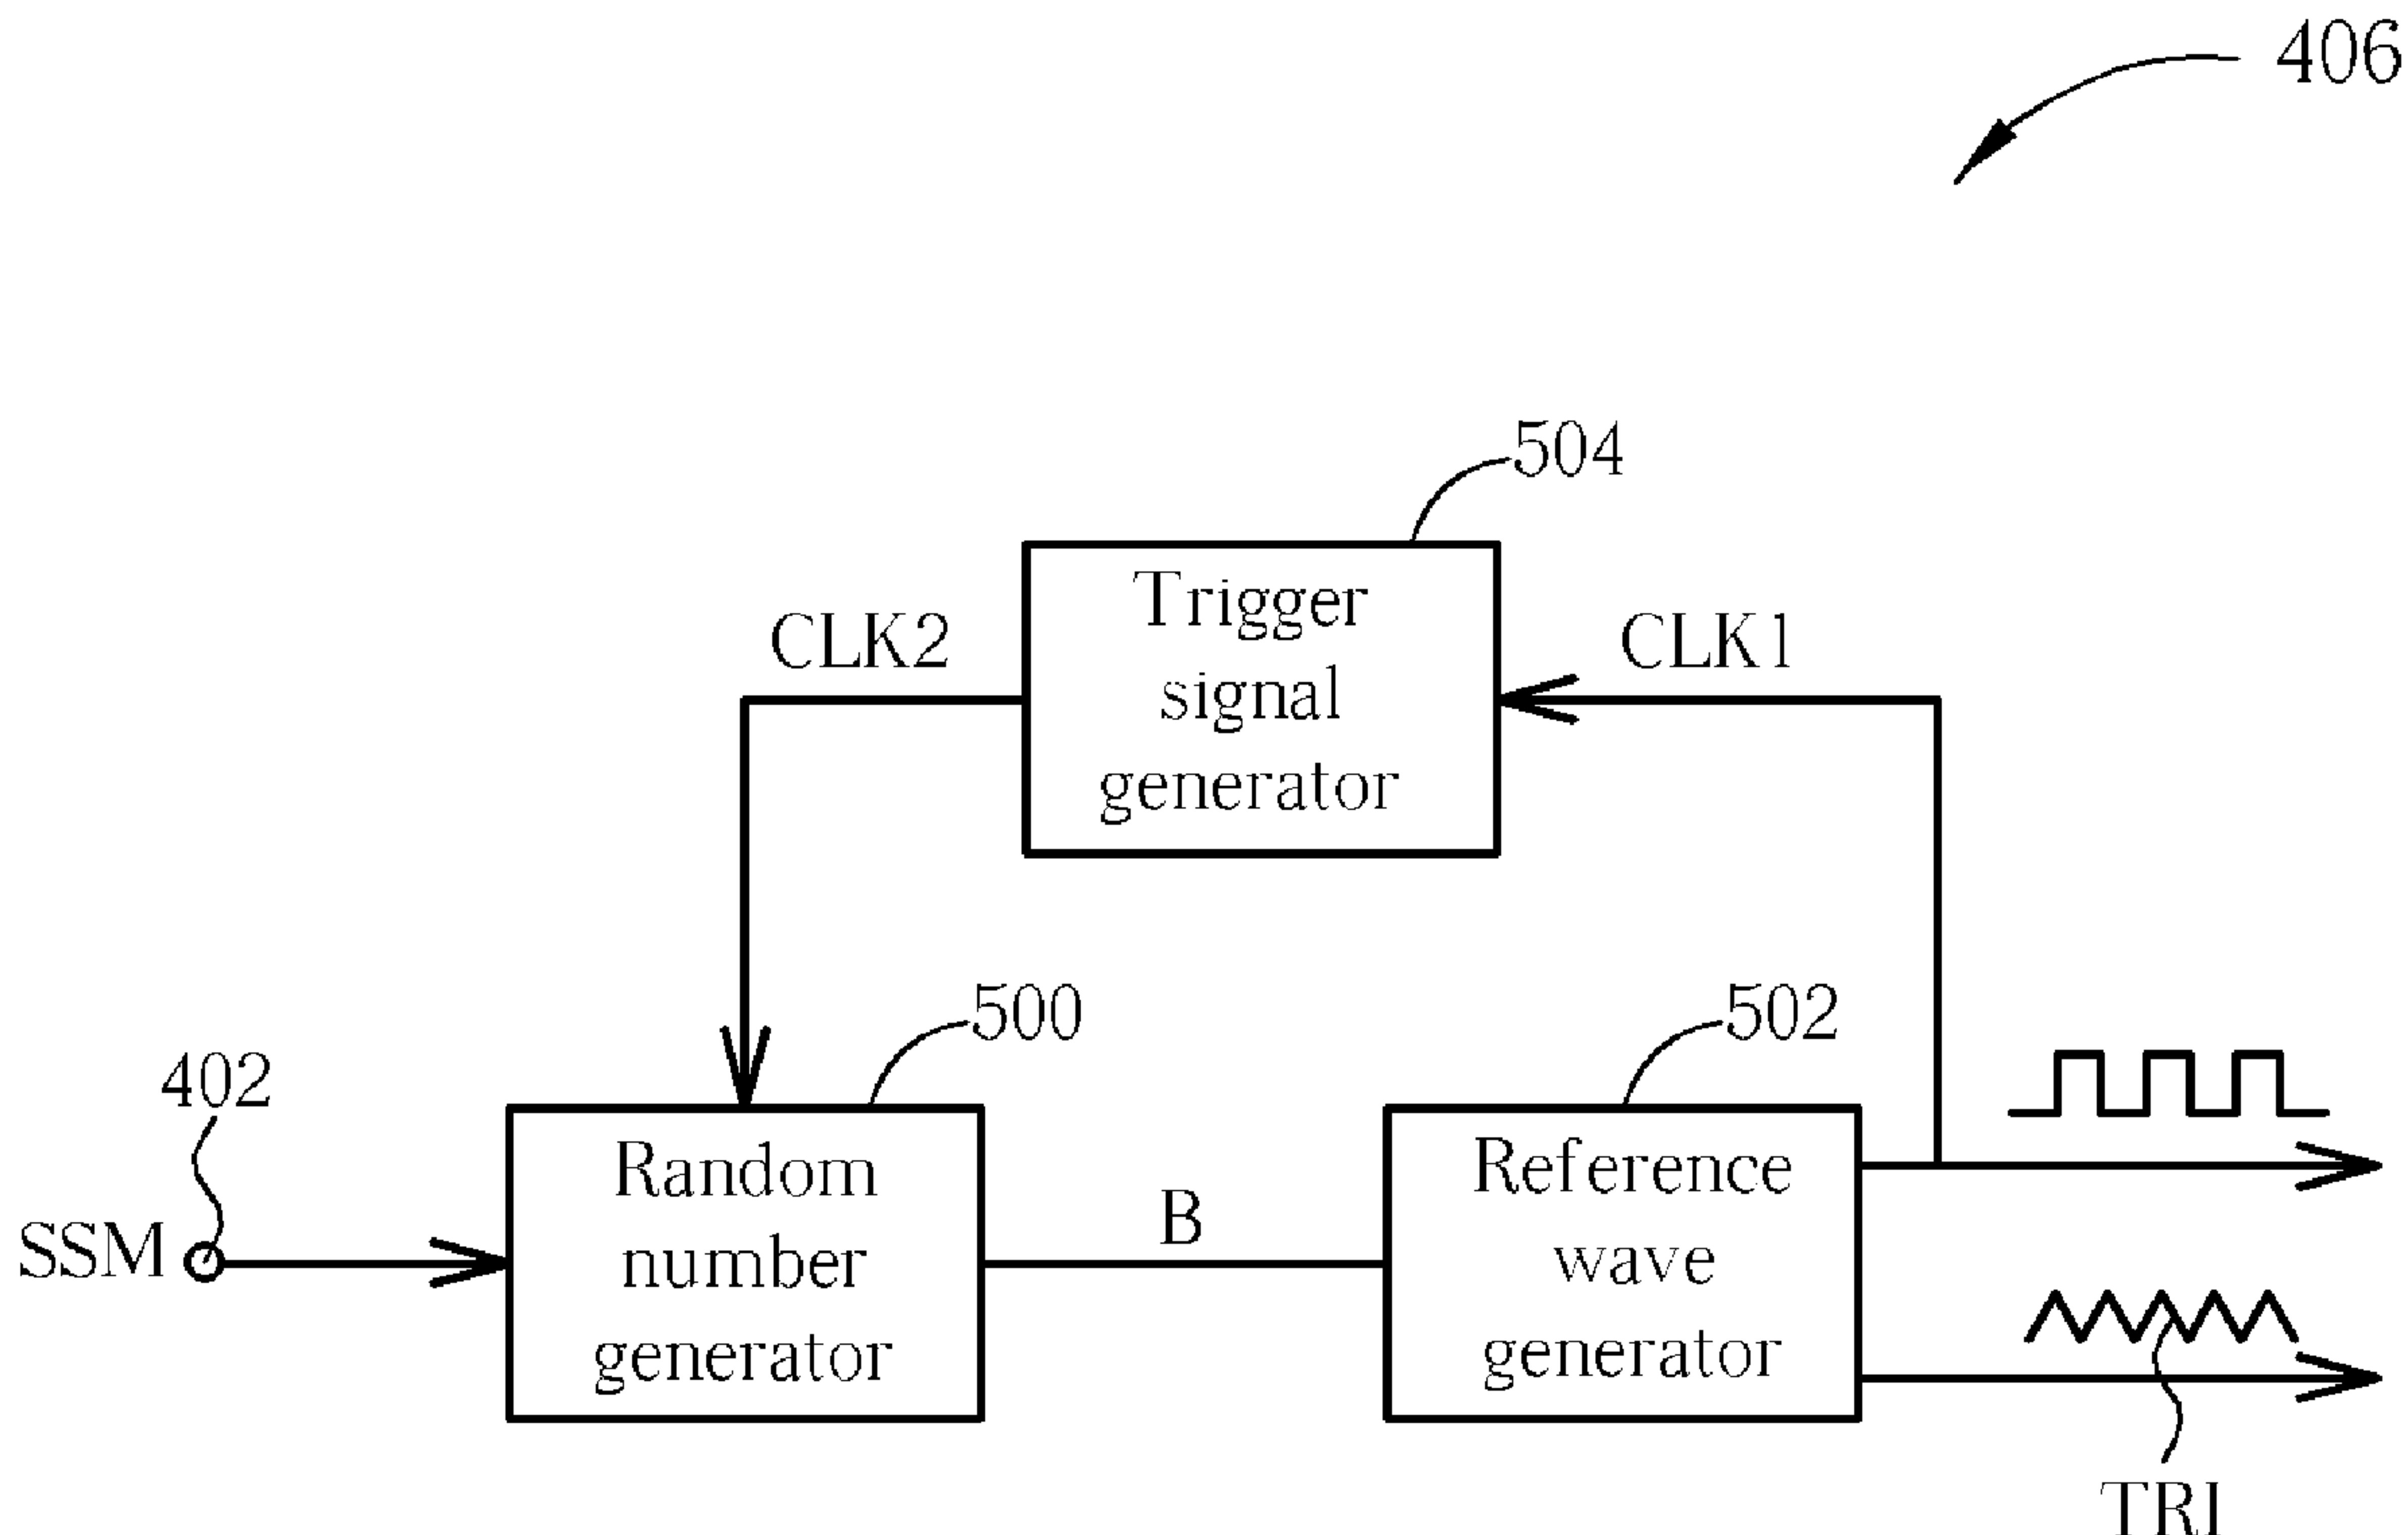 406
504
Trigger
signal
generator
CLK2
CLK1
500
502
402
Random
number
generator
Reference
wave
generator
B
SSM
TRI